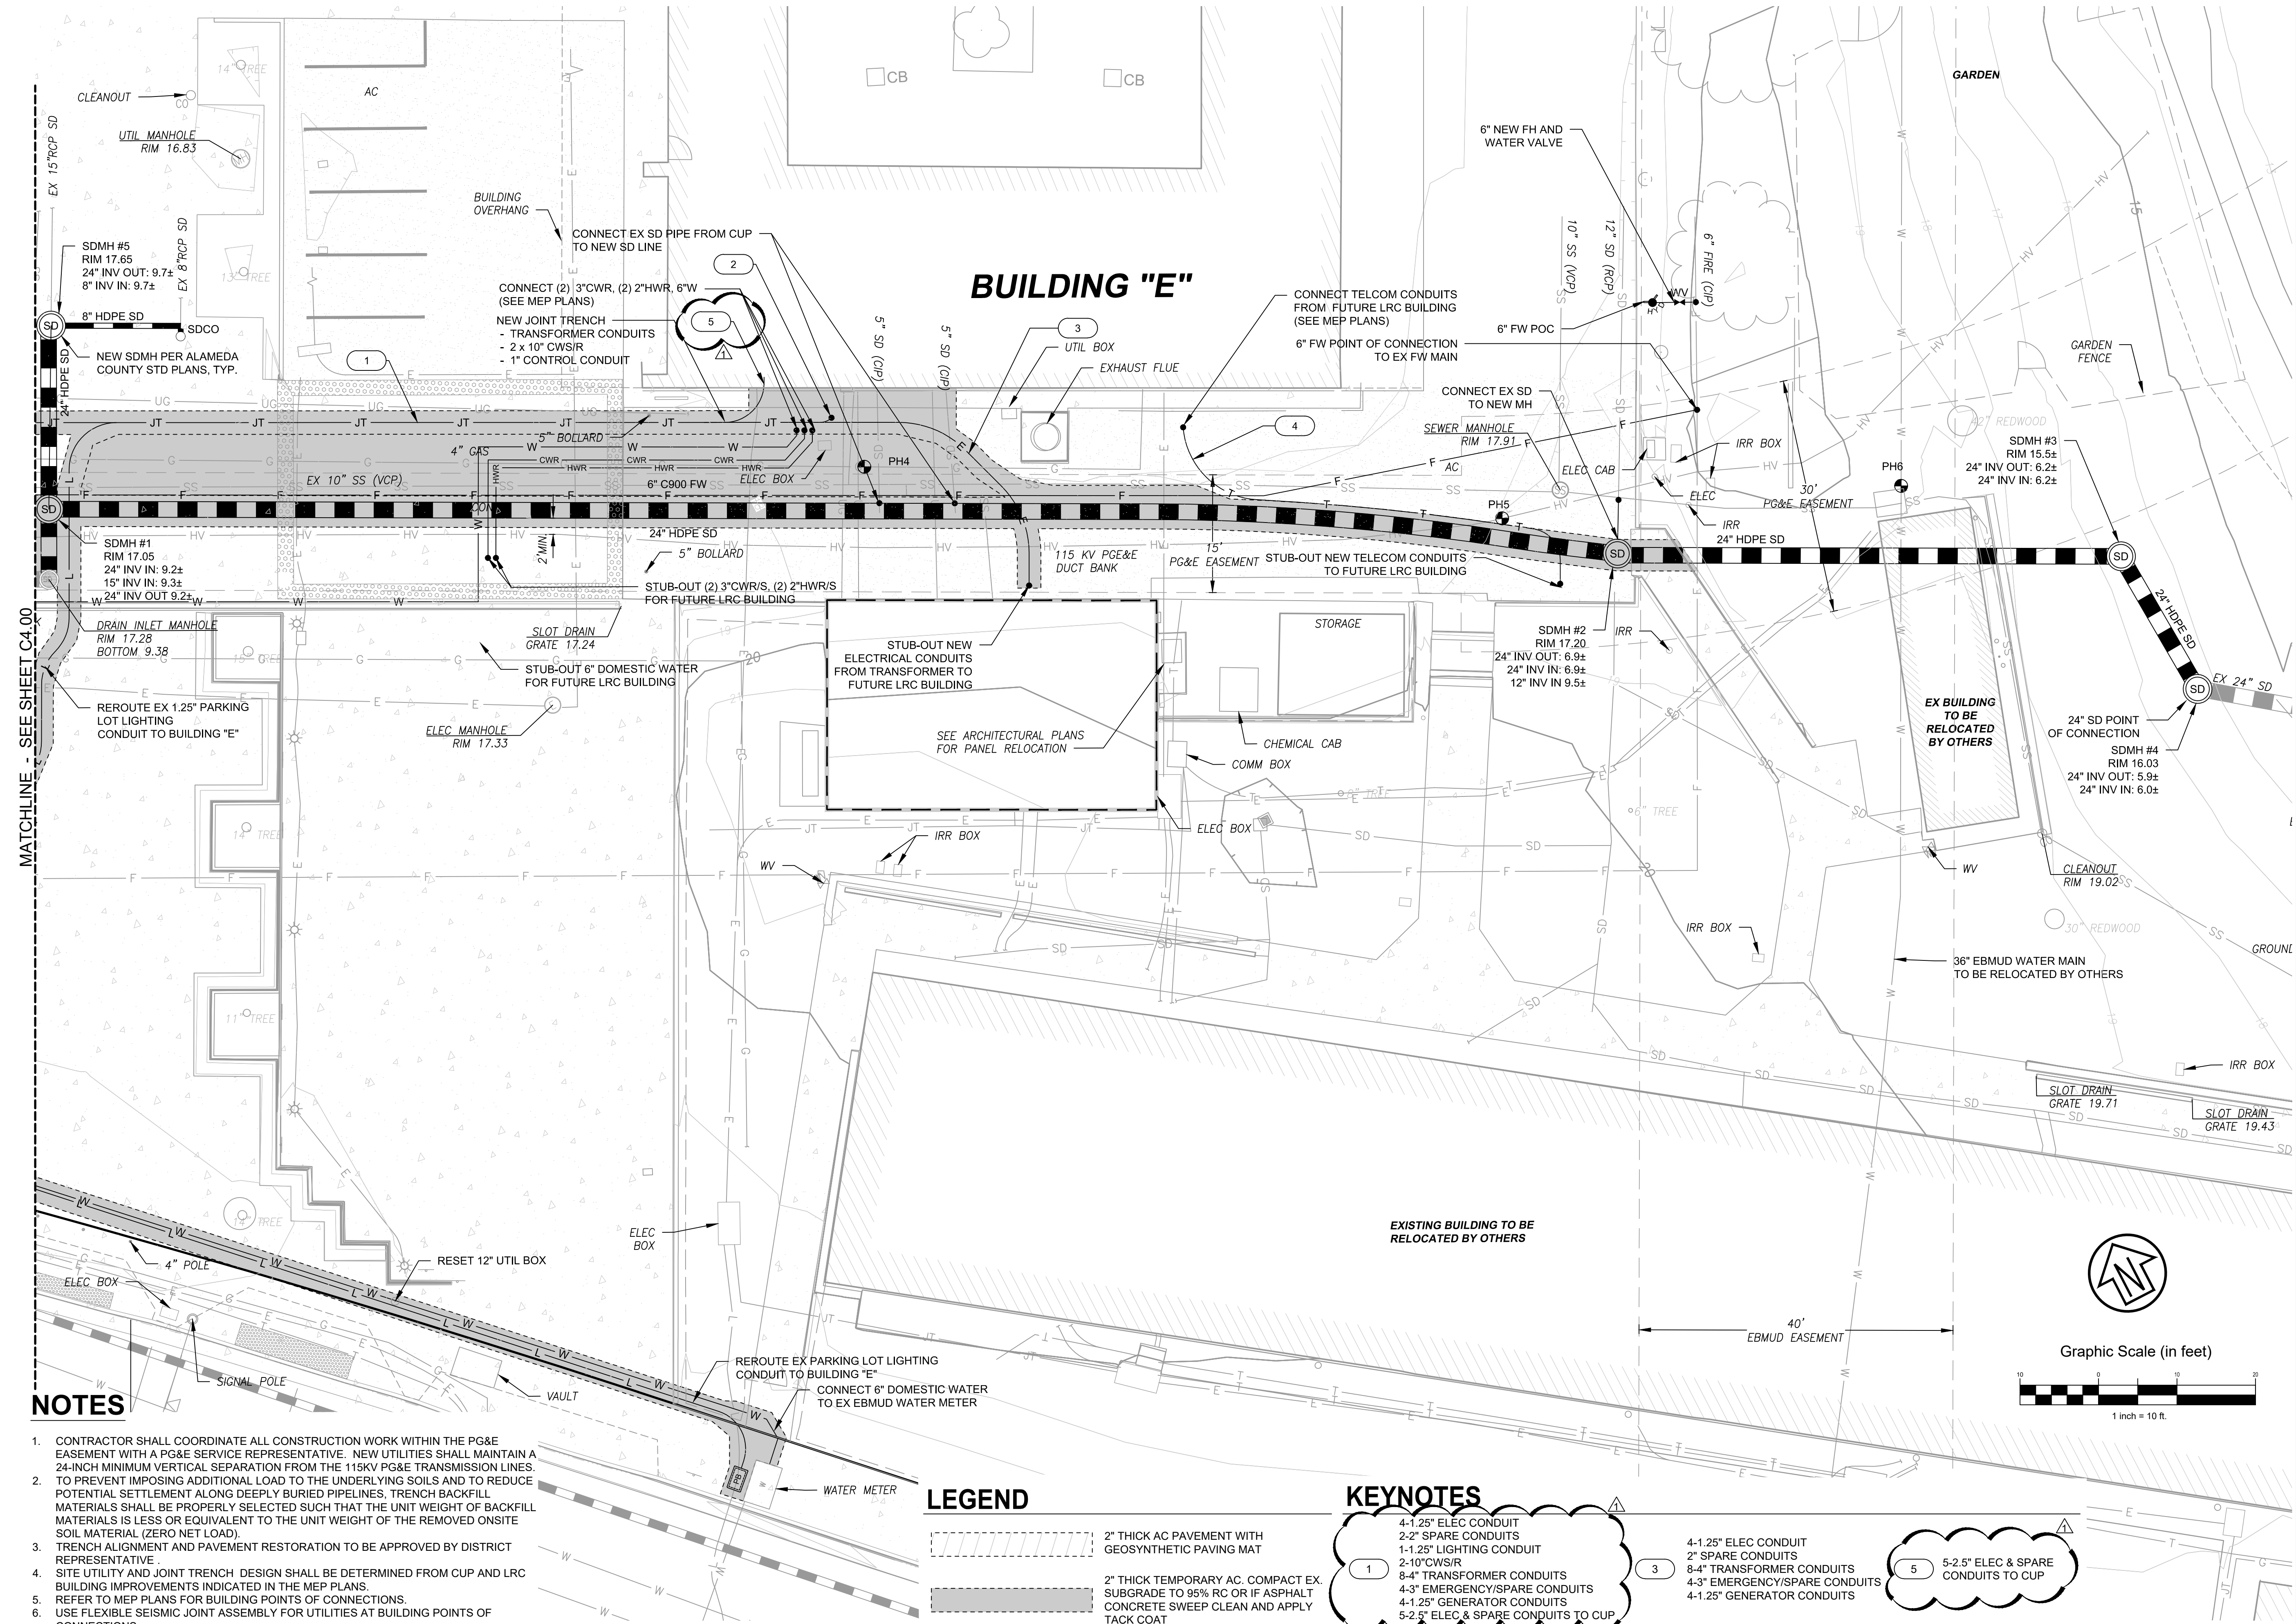 GARDEN
CB
CB
14" TREE
AC
CLEANOUT
CO
UTIL MANHOLE
RIM 16.83
EX 15"RCP SD
EX 8"RCP SD
13" TREE
6" NEW FH AND
WATER VALVE
BUILDING
OVERHANG
CONNECT EX SD PIPE FROM CUP
TO NEW SD LINE
2
SDMH #5
RIM 17.65
24" INV OUT: 9.7±
8" INV IN: 9.7±
BUILDING "E"
CONNECT (2) 3"CWR, (2) 2"HWR, 6"W
(SEE MEP PLANS)
CONNECT TELCOM CONDUITS
FROM FUTURE LRC BUILDING
(SEE MEP PLANS)
10" SS (VCP)
12" SD (RCP)
6" FIRE (CIP)
WV
8" HDPE SD
SDCO
SD
NEW JOINT TRENCH
- TRANSFORMER CONDUITS
- 2 x 10" CWS/R
- 1" CONTROL CONDUIT
5
1
5" SD (CIP)
5" SD (CIP)
3
UTIL BOX
EXHAUST FLUE
6" FW POC
6" FW POINT OF CONNECTION
TO EX FW MAIN
GARDEN
FENCE
NEW SDMH PER ALAMEDA
COUNTY STD PLANS, TYP.
24" HDPE SD
1
CONNECT EX SD
TO NEW MH
SEWER MANHOLE
RIM 17.91
AC
4
ELEC CAB
IRR BOX
ELEC
IRR
30'
PG&E EASEMENT
42" REDWOOD
SDMH #3
RIM 15.5±
24" INV OUT: 6.2±
24" INV IN: 6.2±
PH6
5" BOLLARD
4" GAS
PH4
EX 10" SS (VCP)
6" C900 FW
ELEC BOX
PH5
SD
24" HDPE SD
24" HDPE SD
2'MIN.
5" BOLLARD
SDMH #1
RIM 17.05
24" INV IN: 9.2±
15" INV IN: 9.3±
24" INV OUT 9.2±
115 KV PGE&E
DUCT BANK
15'
PG&E EASEMENT
STUB-OUT NEW TELECOM CONDUITS
TO FUTURE LRC BUILDING
SD
SD
24" HDPE SD
STUB-OUT (2) 3"CWR/S, (2) 2"HWR/S
FOR FUTURE LRC BUILDING
DRAIN INLET MANHOLE
RIM 17.28
BOTTOM 9.38
SLOT DRAIN
GRATE 17.24
STUB-OUT NEW
ELECTRICAL CONDUITS
FROM TRANSFORMER TO
FUTURE LRC BUILDING
STORAGE
SDMH #2
RIM 17.20
24" INV OUT: 6.9±
24" INV IN: 6.9±
12" INV IN 9.5±
IRR
STUB-OUT 6" DOMESTIC WATER
FOR FUTURE LRC BUILDING
SD
EX 24" SD
MATCHLINE - SEE SHEET C4.00
REROUTE EX 1.25" PARKING
LOT LIGHTING
CONDUIT TO BUILDING "E"
ELEC MANHOLE
RIM 17.33
SEE ARCHITECTURAL PLANS
FOR PANEL RELOCATION
CHEMICAL CAB
COMM BOX
EX BUILDING
TO BE
RELOCATED
BY OTHERS
24" SD POINT
OF CONNECTION
SDMH #4
RIM 16.03
24" INV OUT: 5.9±
24" INV IN: 6.0±
6" TREE
14" TREE
IRR BOX
ELEC BOX
WV
WV
CLEANOUT
RIM 19.02
30" REDWOOD
IRR BOX
36" EBMUD WATER MAIN
TO BE RELOCATED BY OTHERS
11" TREE
IRR BOX
SLOT DRAIN
GRATE 19.71
SLOT DRAIN
GRATE 19.43
14" TREE
ELEC
BOX
EXISTING BUILDING TO BE
RELOCATED BY OTHERS
4" POLE
ELEC BOX
RESET 12" UTIL BOX
N
40'
EBMUD EASEMENT
Graphic Scale (in feet)
10 0 10 20
1 inch = 10 ft.
REROUTE EX PARKING LOT LIGHTING
CONDUIT TO BUILDING "E"
CONNECT 6" DOMESTIC WATER
TO EX EBMUD WATER METER
SIGNAL POLE
VAULT
PB
WATER METER
NOTES
1. CONTRACTOR SHALL COORDINATE ALL CONSTRUCTION WORK WITHIN THE PG&E
EASEMENT WITH A PG&E SERVICE REPRESENTATIVE. NEW UTILITIES SHALL MAINTAIN A
24-INCH MINIMUM VERTICAL SEPARATION FROM THE 115KV PG&E TRANSMISSION LINES.
2. TO PREVENT IMPOSING ADDITIONAL LOAD TO THE UNDERLYING SOILS AND TO REDUCE
POTENTIAL SETTLEMENT ALONG DEEPLY BURIED PIPELINES, TRENCH BACKFILL
MATERIALS SHALL BE PROPERLY SELECTED SUCH THAT THE UNIT WEIGHT OF BACKFILL
MATERIALS IS LESS OR EQUIVALENT TO THE UNIT WEIGHT OF THE REMOVED ONSITE
SOIL MATERIAL (ZERO NET LOAD).
3. TRENCH ALIGNMENT AND PAVEMENT RESTORATION TO BE APPROVED BY DISTRICT
REPRESENTATIVE .
4. SITE UTILITY AND JOINT TRENCH DESIGN SHALL BE DETERMINED FROM CUP AND LRC
BUILDING IMPROVEMENTS INDICATED IN THE MEP PLANS.
5. REFER TO MEP PLANS FOR BUILDING POINTS OF CONNECTIONS.
6. USE FLEXIBLE SEISMIC JOINT ASSEMBLY FOR UTILITIES AT BUILDING POINTS OF
CONNECTIONS.
LEGEND
2" THICK AC PAVEMENT WITH
GEOSYNTHETIC PAVING MAT
2" THICK TEMPORARY AC. COMPACT EX.
SUBGRADE TO 95% RC OR IF ASPHALT
CONCRETE SWEEP CLEAN AND APPLY
TACK COAT
KEYNOTES
1
4-1.25" ELEC CONDUIT
2-2" SPARE CONDUITS
1-1.25" LIGHTING CONDUIT
2-10"CWS/R
8-4" TRANSFORMER CONDUITS
4-3" EMERGENCY/SPARE CONDUITS
4-1.25" GENERATOR CONDUITS
5-2.5" ELEC & SPARE CONDUITS TO CUP
1
3
4-1.25" ELEC CONDUIT
2" SPARE CONDUITS
8-4" TRANSFORMER CONDUITS
4-3" EMERGENCY/SPARE CONDUITS
4-1.25" GENERATOR CONDUITS
5
5-2.5" ELEC & SPARE
CONDUITS TO CUP
1